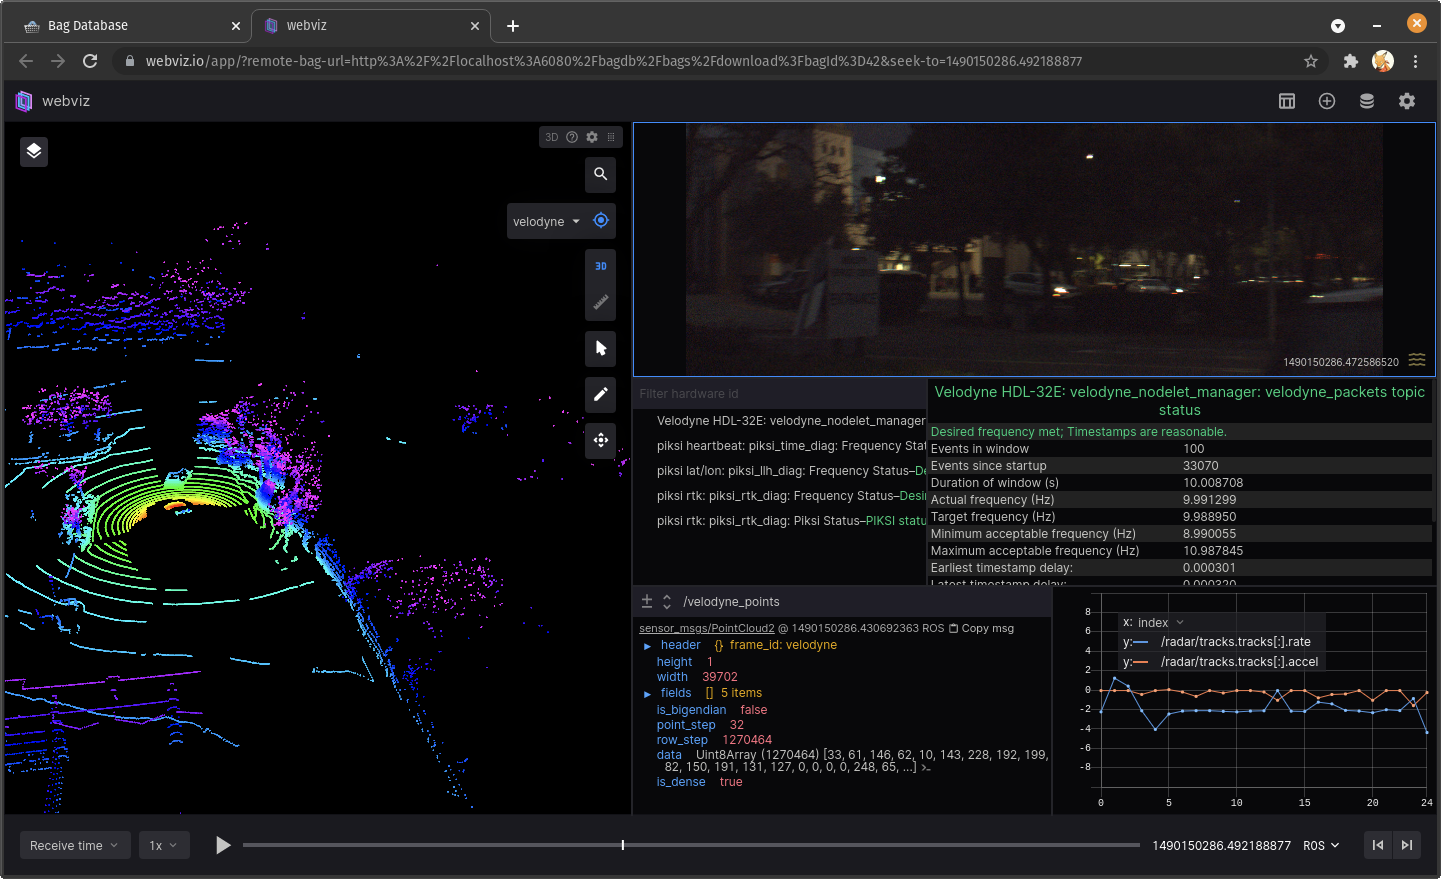 Bag Database
webviz
webviz.io/app/?remote-bag-url=http%3A%2F%2Flocalhost%3A6080%2Fbagdb%2Fbags%2Fdownload%3FbagId%3D42&seek-to=1490150286.492188877
webviz
3D
velodyne
3D
1490150286.472586520
Filter hardware id
Velodyne HDL-32E: velodyne_nodelet_manager
piksi heartbeat: piksi_time_diag: Frequency Stat
piksi lat/lon: piksi_llh_diag: Frequency Status–De
piksi rtk: piksi_rtk_diag: Frequency Status–Desi
piksi rtk: piksi_rtk_diag: Piksi Status–PIKSI statu
Velodyne HDL-32E: velodyne_nodelet_manager: velodyne_packets topic
status
Desired frequency met; Timestamps are reasonable.
Events in window 100
Events since startup 33070
Duration of window (s) 10.008708
Actual frequency (Hz) 9.991299
Target frequency (Hz) 9.988950
Minimum acceptable frequency (Hz) 8.990055
Maximum acceptable frequency (Hz) 10.987845
Earliest timestamp delay: 0.000301
Latest timestamp delay: 0.000320
/velodyne_points
sensor_msgs/PointCloud2 @ 1490150286.430692363 ROS Copy msg
header {} frame_id: velodyne
height 1
width 39702
fields [] 5 items
is_bigendian false
point_step 32
row_step 1270464
data Uint8Array (1270464) [33, 61, 146, 62, 10, 143, 228, 192, 199,
82, 150, 191, 131, 127, 0, 0, 0, 0, 248, 65, ...] >_
is_dense true
x: index
y: /radar/tracks.tracks[:].rate
y: /radar/tracks.tracks[:].accel
8
6
4
2
0
-2
-4
-6
-8
0 5 10 15 20 24
Receive time
1x
1490150286.492188877 ROS